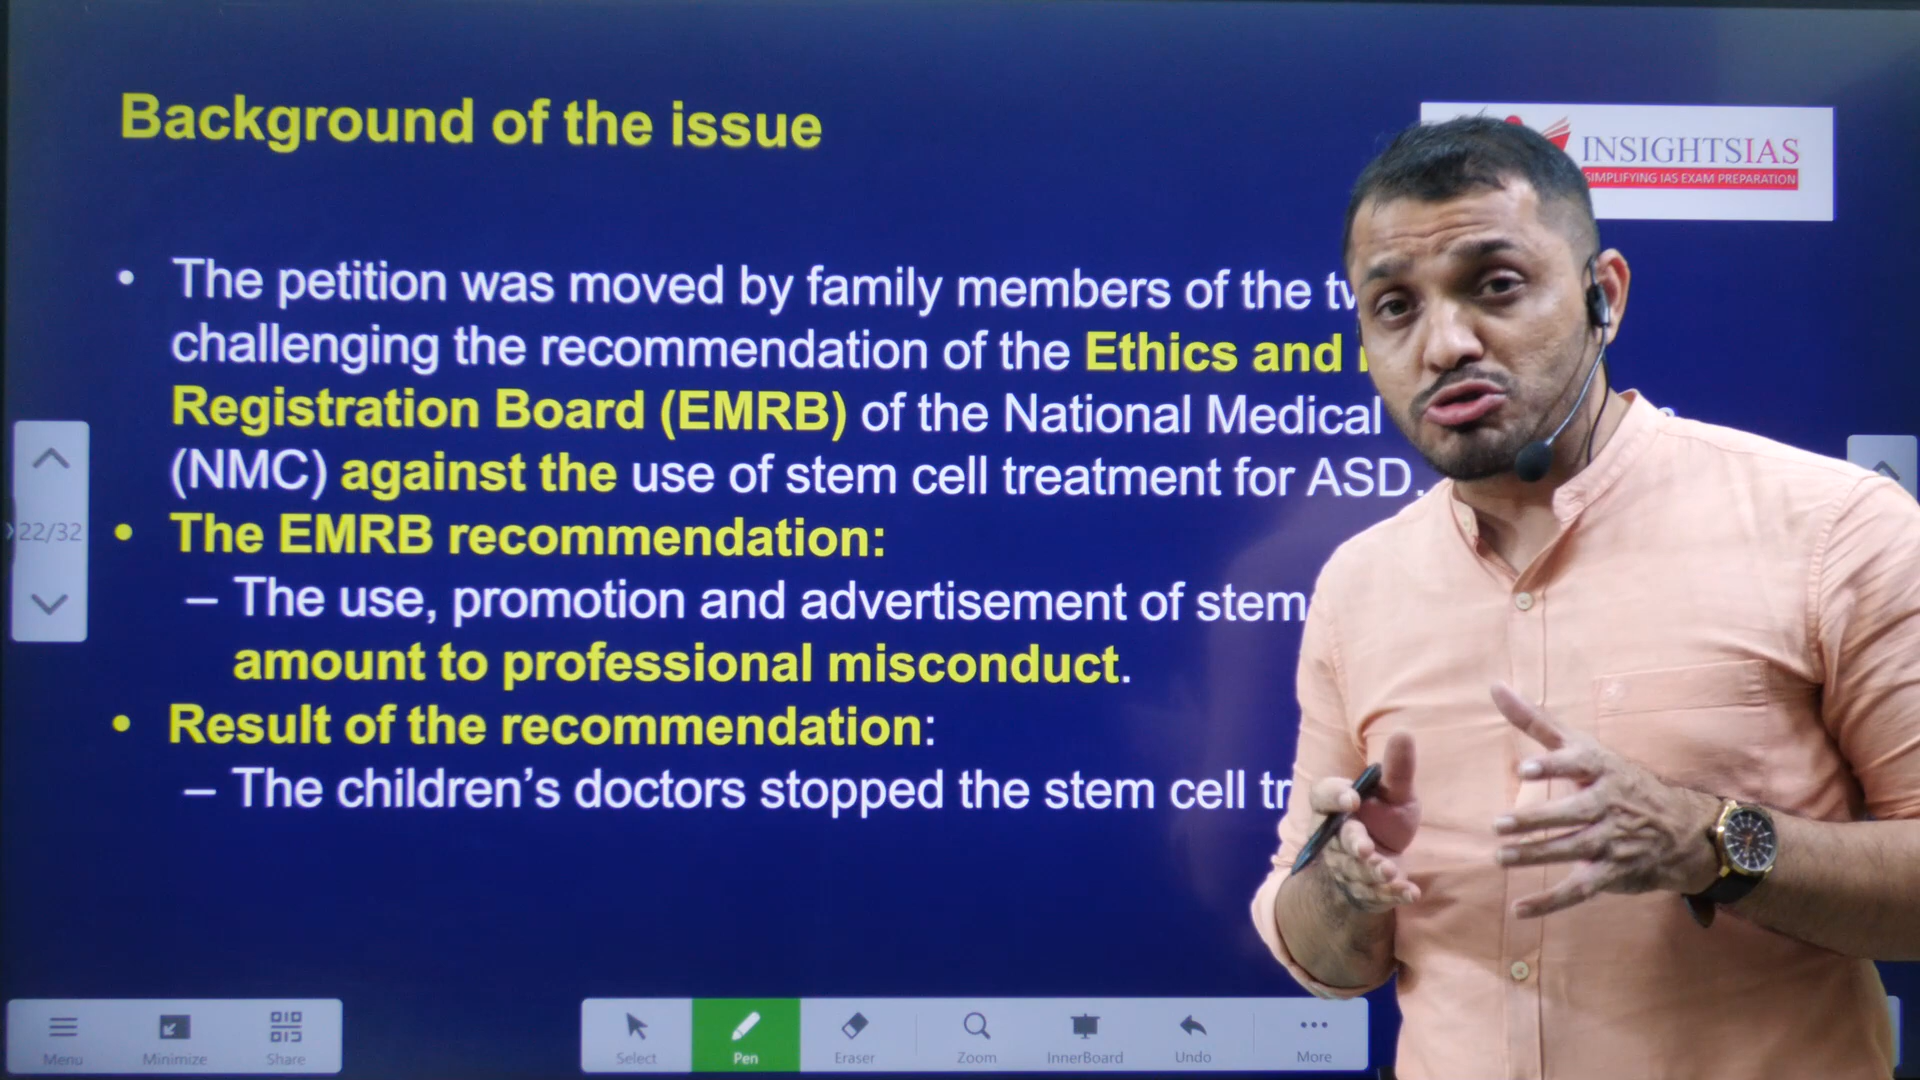 Background of the issue
INSIGHTSIAS
SIMPLIFYING IAS EXAM PREPARATION
• The petition was moved by family members of the
challenging the recommendation of the Ethics and
Registration Board (EMRB) of the National Medical
(NMC) against the use of stem cell treatment for ASD.
22/32
• The EMRB recommendation:
– The use, promotion and advertisement of stem
amount to professional misconduct.
• Result of the recommendation:
– The children's doctors stopped the stem cell
Menu
Minimize
Share
Select
Pen
Eraser
Zoom
InnerBoard
Undo
More